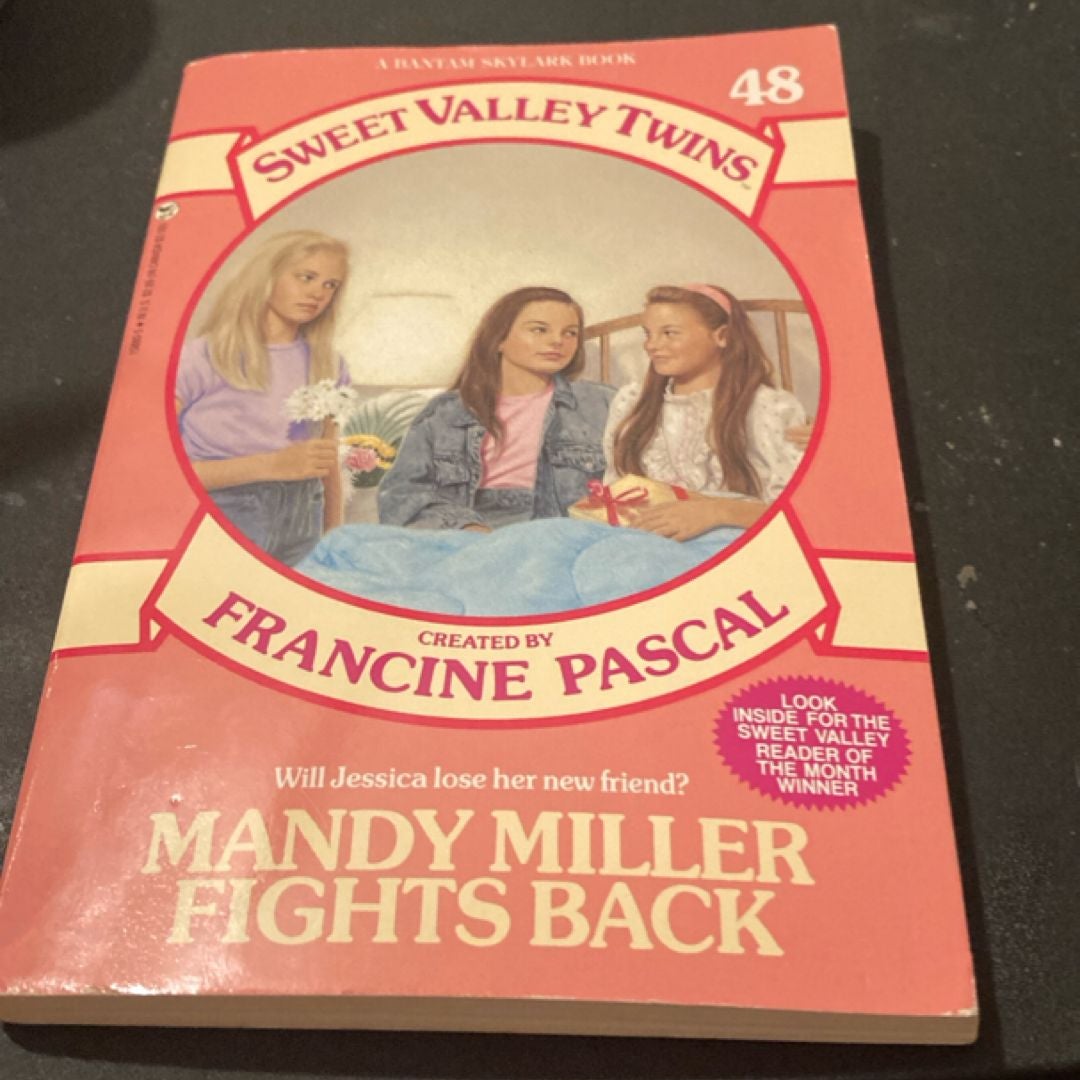 A BANTAM SKYLARK BOOK
48
SWEET VALLEY TWINS™
CREATED BY
FRANCINE PASCAL
LOOK
INSIDE FOR THE
SWEET VALLEY
READER OF
THE MONTH
WINNER
Will Jessica lose her new friend?
MANDY MILLER
FIGHTS BACK